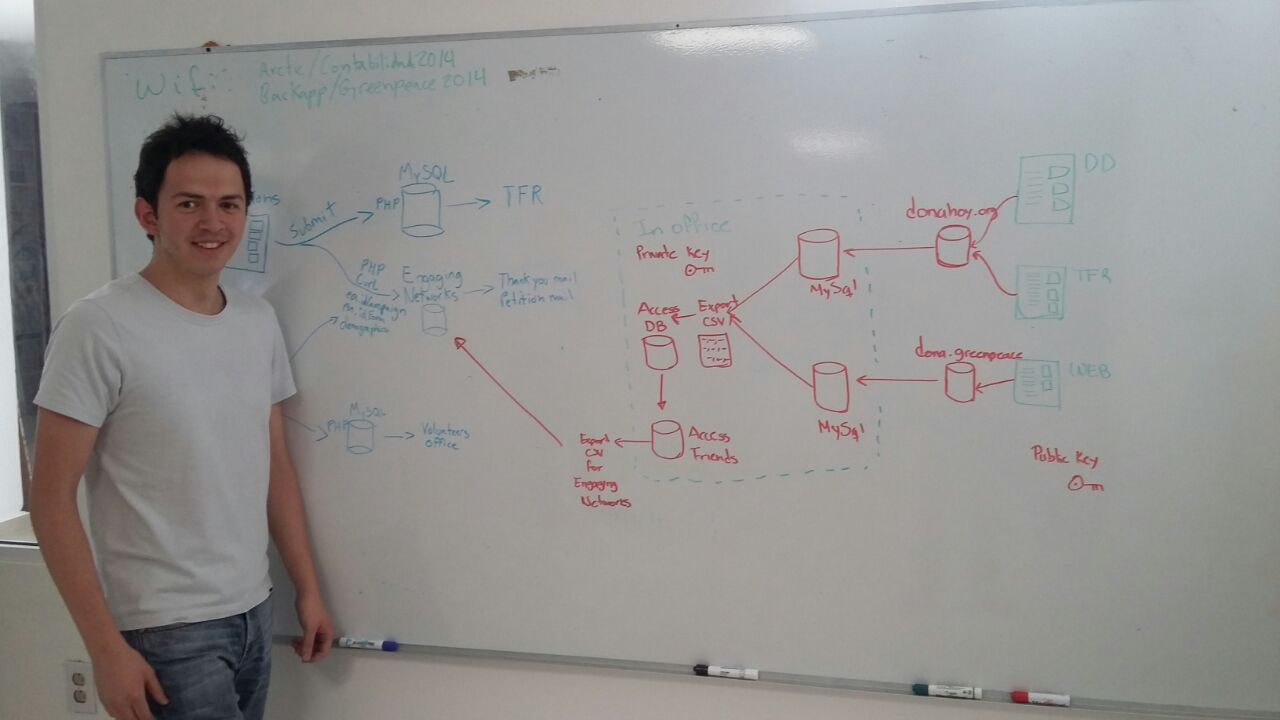 Wifi:
Arctic/Contabilidad2014
Backapp/Greenpeace2014
ions
Submit
PHP
MySQL
TFR
PHP
Curl
ea.idCampaign
ea.idForm
demographics
Engaging
Networks
Thank you mail
Petition mail
PHP
MySQL
Volunteers
office
In office
Private Key
Access
DB
Export
CSV
MySql
MySql
Access
Friends
Export
CSV
for
Engaging
Networks
donahoy.org
dona.greenpeace
DD
TFR
WEB
Public Key